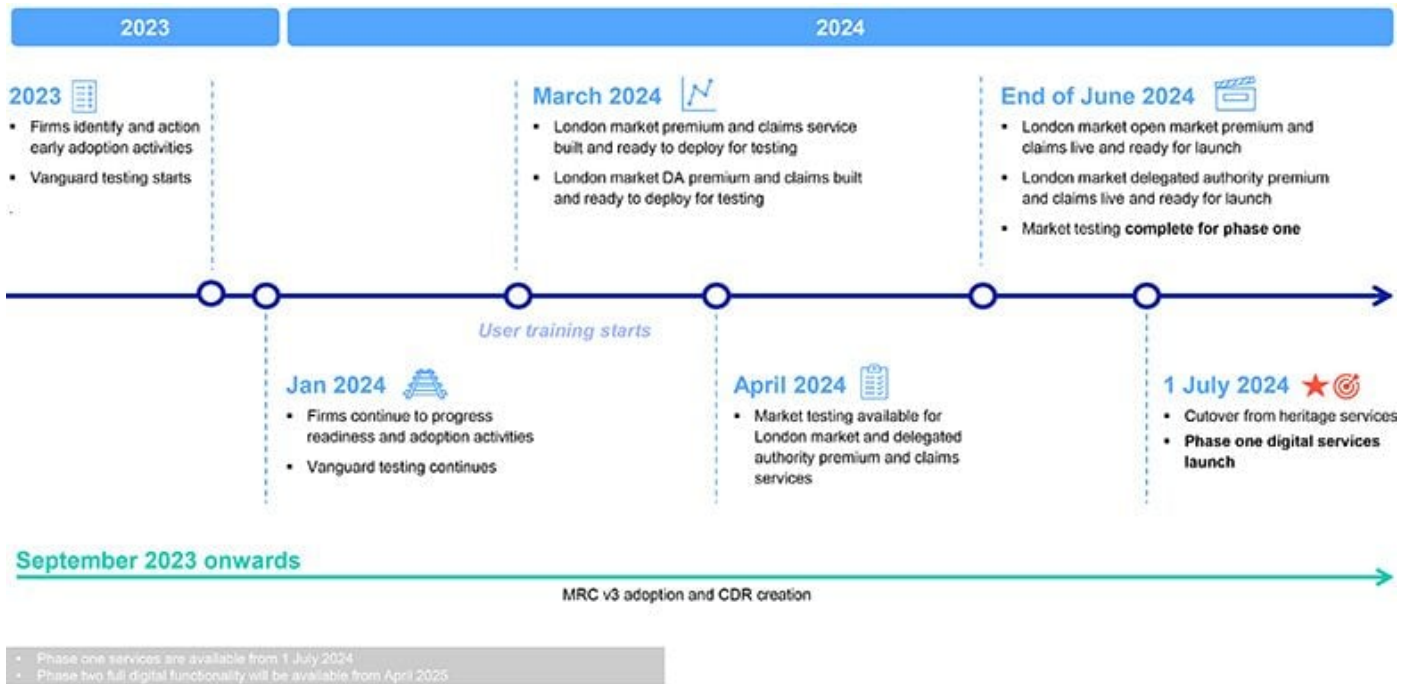 2023
2024
2023
▪ Firms identify and action
early adoption activities
▪ Vanguard testing starts
.
March 2024
▪ London market premium and claims service
built and ready to deploy for testing
▪ London market DA premium and claims built
and ready to deploy for testing
End of June 2024
▪ London market open market premium and
claims live and ready for launch
▪ London market delegated authority premium
and claims live and ready for launch
▪ Market testing complete for phase one
User training starts
Jan 2024
▪ Firms continue to progress
readiness and adoption activities
▪ Vanguard testing continues
April 2024
▪ Market testing available for
London market and delegated
authority premium and claims
services
1 July 2024
▪ Cutover from heritage services
▪ Phase one digital services
launch
September 2023 onwards
MRC v3 adoption and CDR creation
▪ Phase one services are available from 1 July 2024
▪ Phase two full digital functionality will be available from April 2025